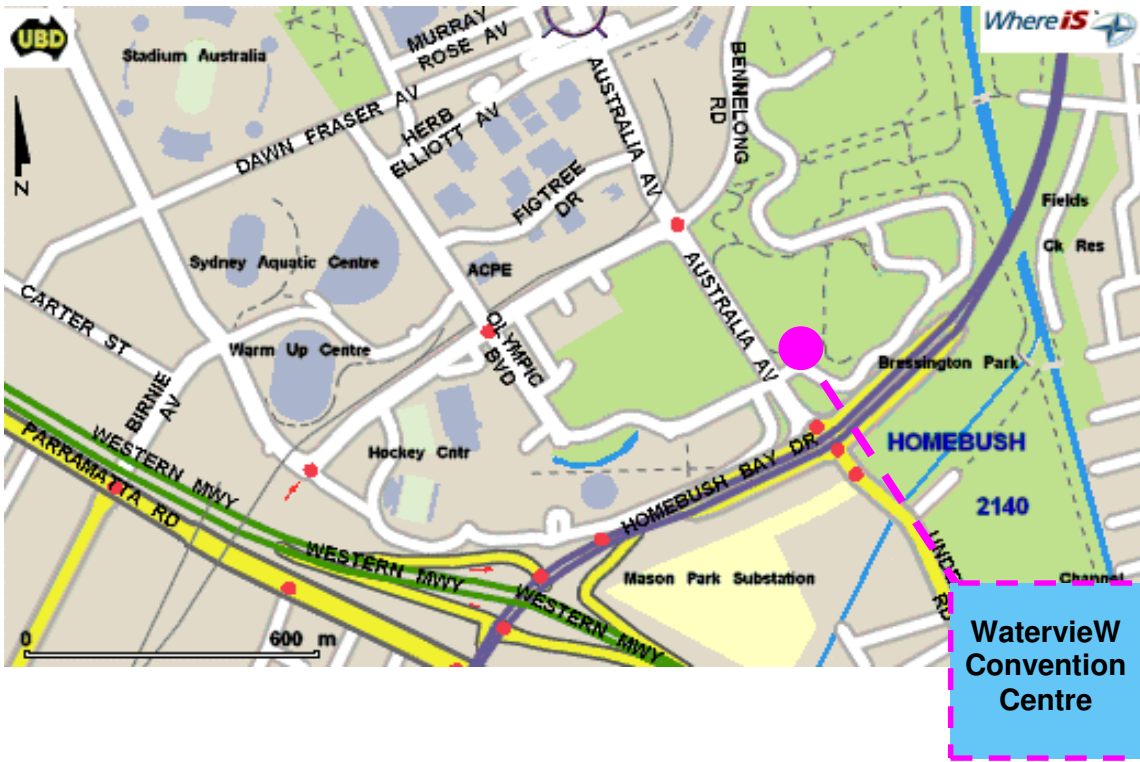 UBD
WhereiS
Stadium Australia
MURRAY
ROSE AV
DAWN FRASER AV
HERB
ELLIOTT AV
AUSTRALIA AV
BENNELONG
RD
FIGTREE
DR
N
Fields
Ck Res
Sydney Aquatic Centre
ACPE
AUSTRALIA AV
CARTER ST
Warm Up Centre
OLYMPIC
BVD
Bressington Park
BIRNIE
AV
WESTERN MWY
PARRAMATTA RD
Hockey Cntr
HOMEBUSH BAY DR
HOMEBUSH
2140
WESTERN MWY
WESTERN MWY
Mason Park Substation
UNDE
RD
Channel
0 600 m
WatervieW
Convention
Centre